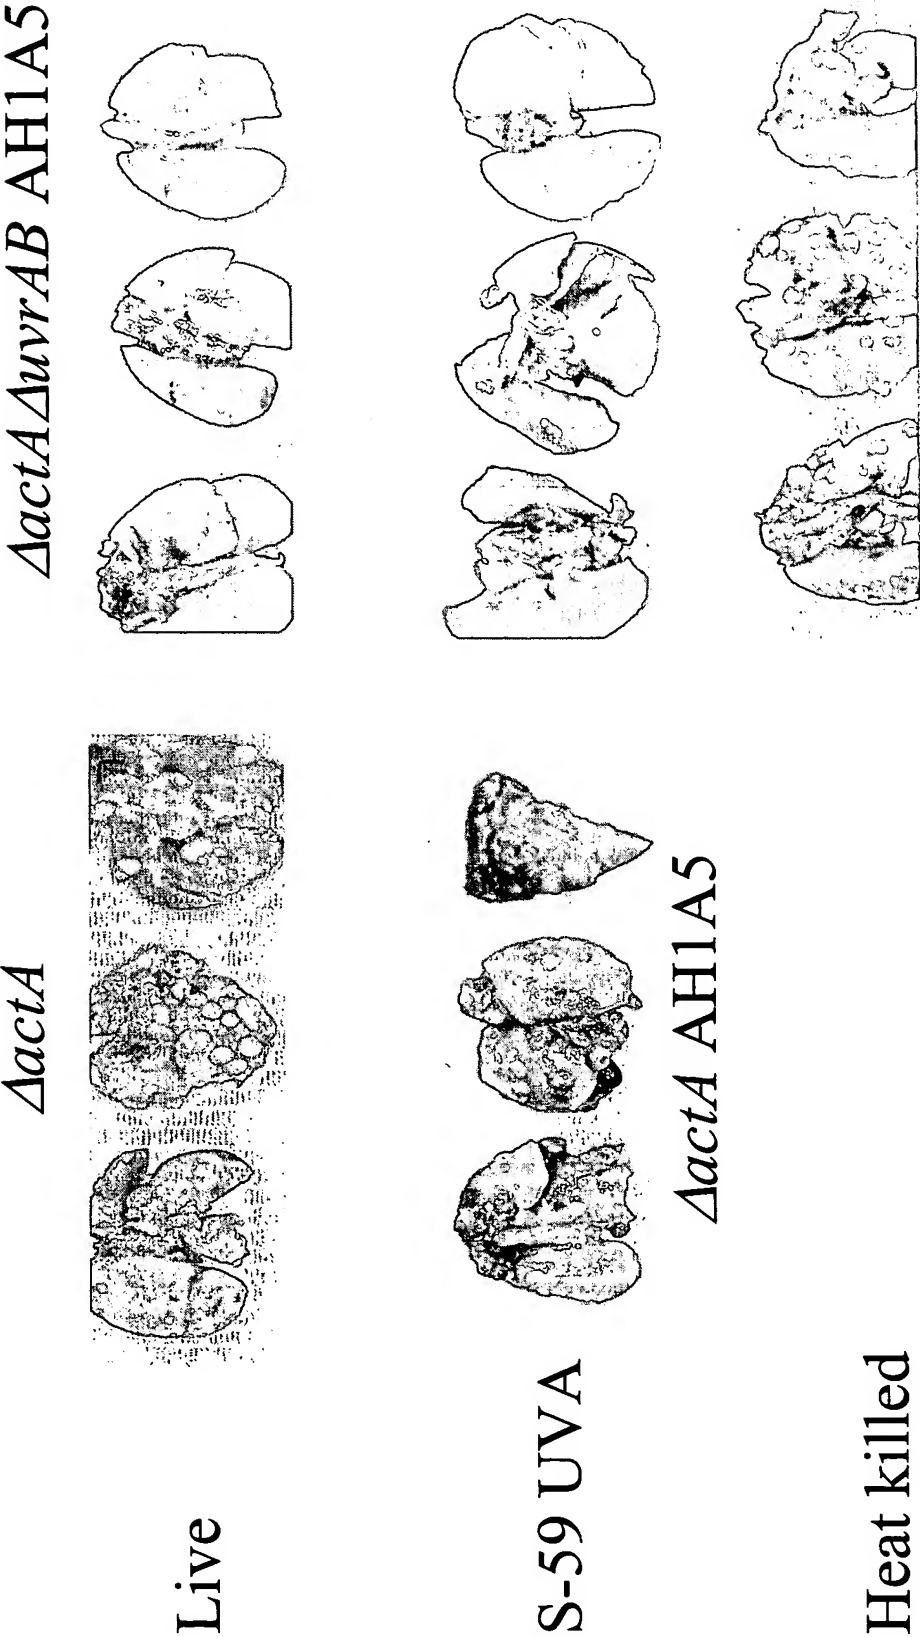 ΔactA
ΔactAΔuvrAB AH1A5
Live
S-59 UVA
ΔactA AH1A5
Heat killed